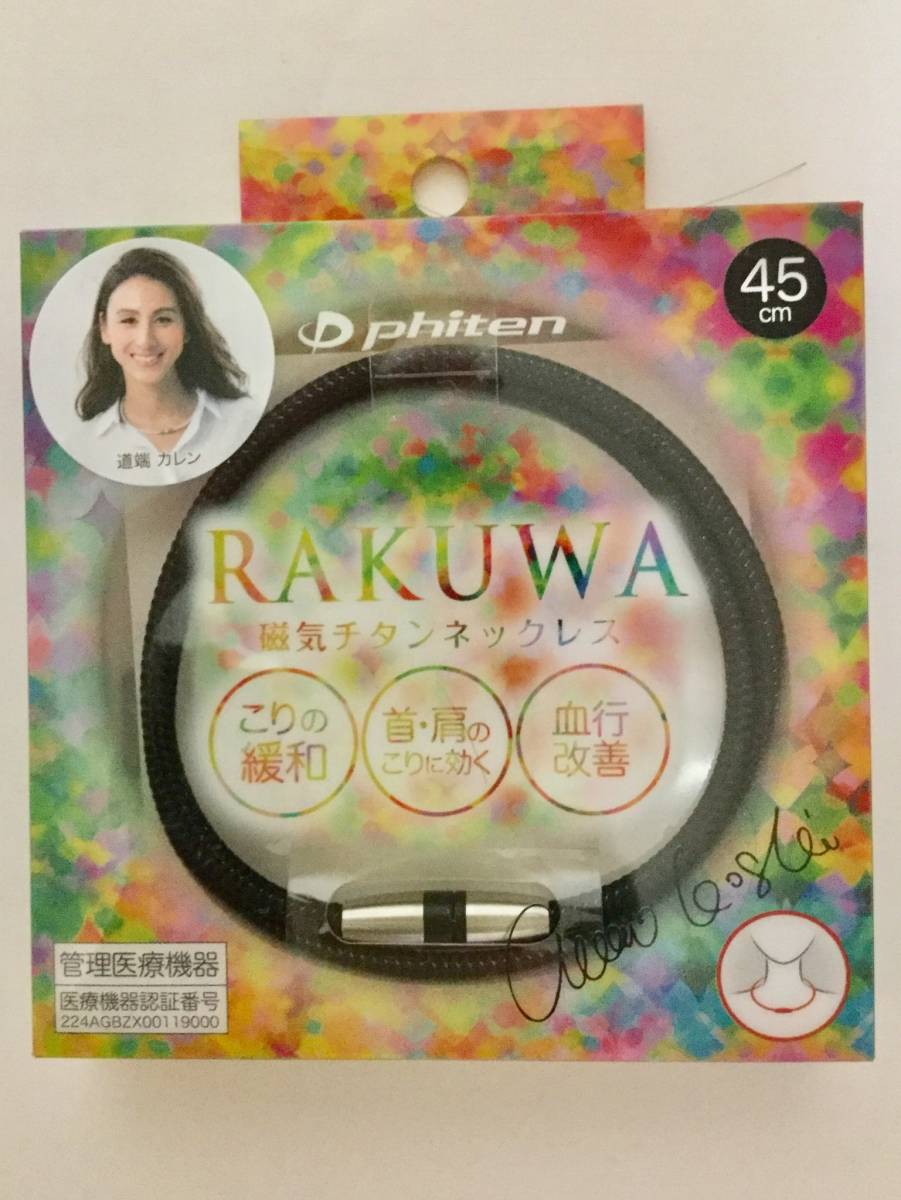 45
cm
phiten
道端 カレン
RAKUWA
磁気チタンネックレス
こりの
緩和
首・肩の
こりに効く
血行
改善
管理医療機器
医療機器認証番号
224AGBZX00119000